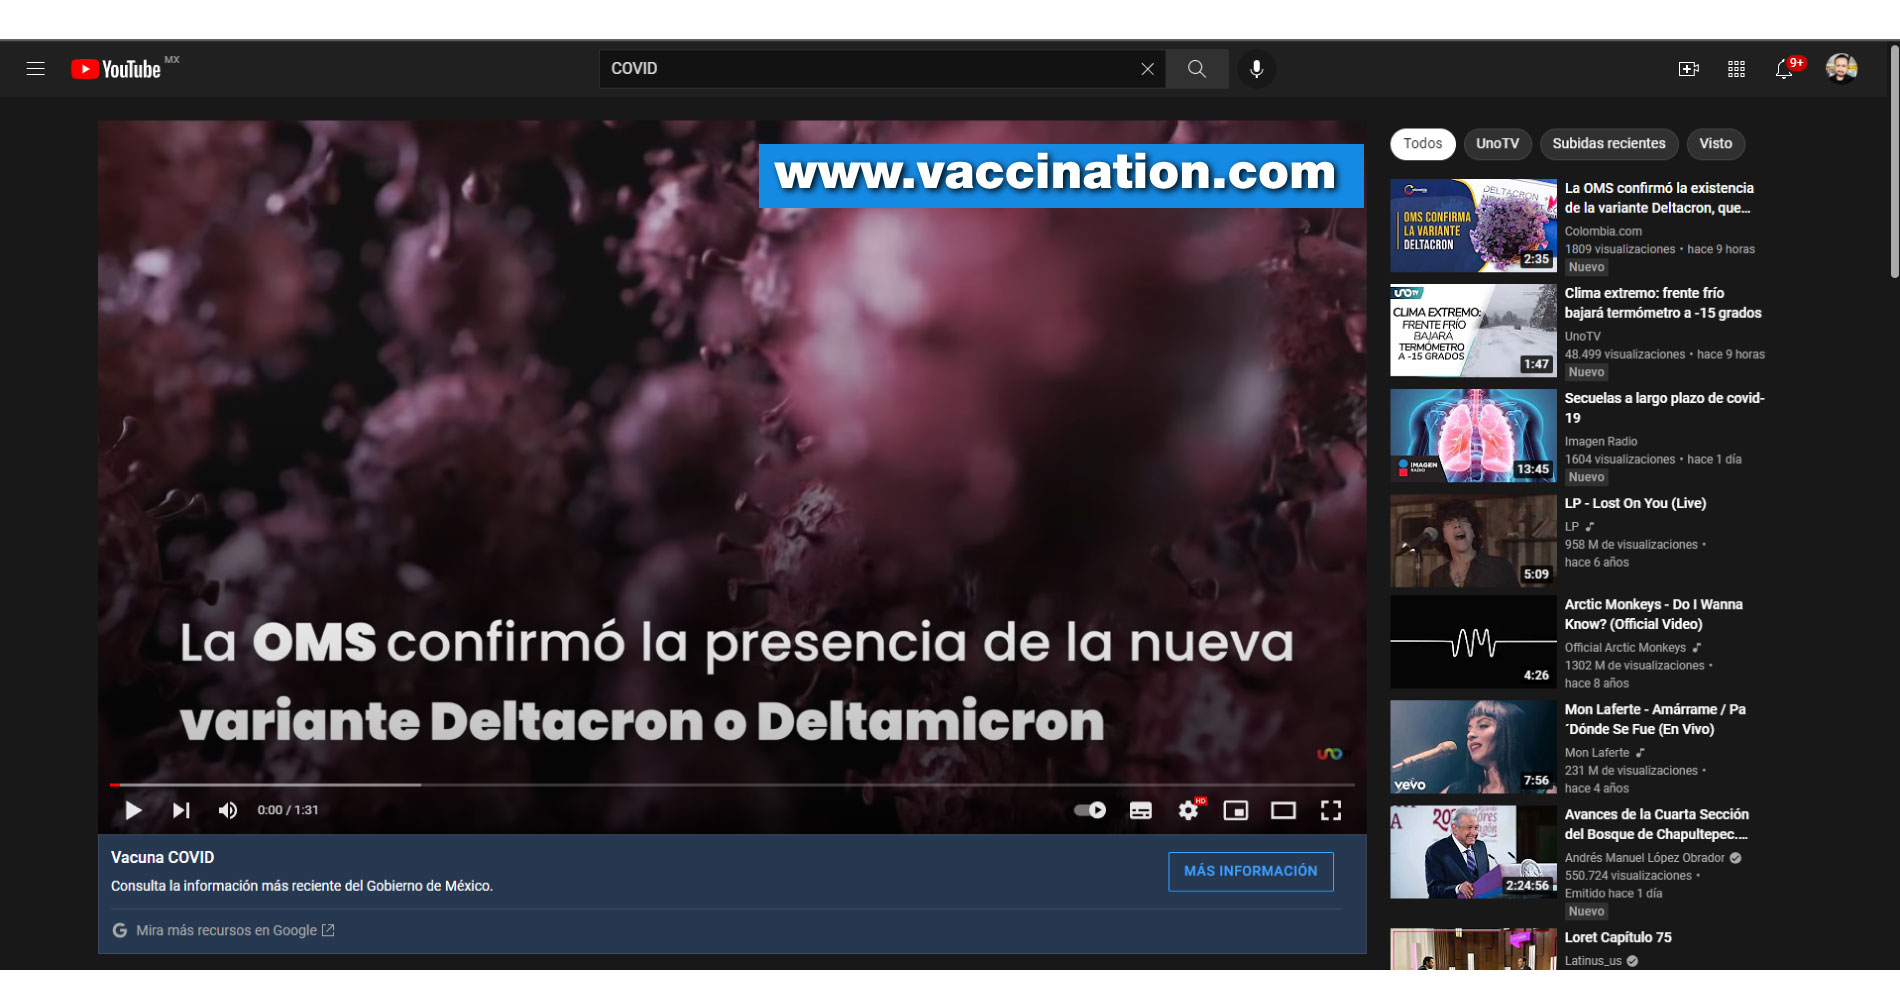 YouTube MX
COVID
9+
www.vaccination.com
La OMS confirmó la presencia de la nueva
variante Deltacron o Deltamicron
uno
0:00 / 1:31
HD
Vacuna COVID
Consulta la información más reciente del Gobierno de México.
MÁS INFORMACIÓN
G Mira más recursos en Google
Todos
UnoTV
Subidas recientes
Visto
DELTACRON
OMS CONFIRMA
LA VARIANTE
DELTACRON
2:35
La OMS confirmó la existencia
de la variante Deltacron, que...
Colombia.com
1809 visualizaciones • hace 9 horas
Nuevo
uno TV
CLIMA EXTREMO:
FRENTE FRÍO
BAJARÁ
TERMÓMETRO
A -15 GRADOS
1:47
Clima extremo: frente frío
bajará termómetro a -15 grados
UnoTV
48.499 visualizaciones • hace 9 horas
Nuevo
IMAGEN
RADIO
13:45
Secuelas a largo plazo de covid-
19
Imagen Radio
1604 visualizaciones • hace 1 día
Nuevo
5:09
LP - Lost On You (Live)
LP
958 M de visualizaciones •
hace 6 años
4:26
Arctic Monkeys - Do I Wanna
Know? (Official Video)
Official Arctic Monkeys
1302 M de visualizaciones •
hace 8 años
vevo
7:56
Mon Laferte - Amárrame / Pa
´Dónde Se Fue (En Vivo)
Mon Laferte
231 M de visualizaciones •
hace 4 años
2:24:56
Avances de la Cuarta Sección
del Bosque de Chapultepec....
Andrés Manuel López Obrador
550.724 visualizaciones •
Emitido hace 1 día
Nuevo
Loret Capítulo 75
Latinus_us